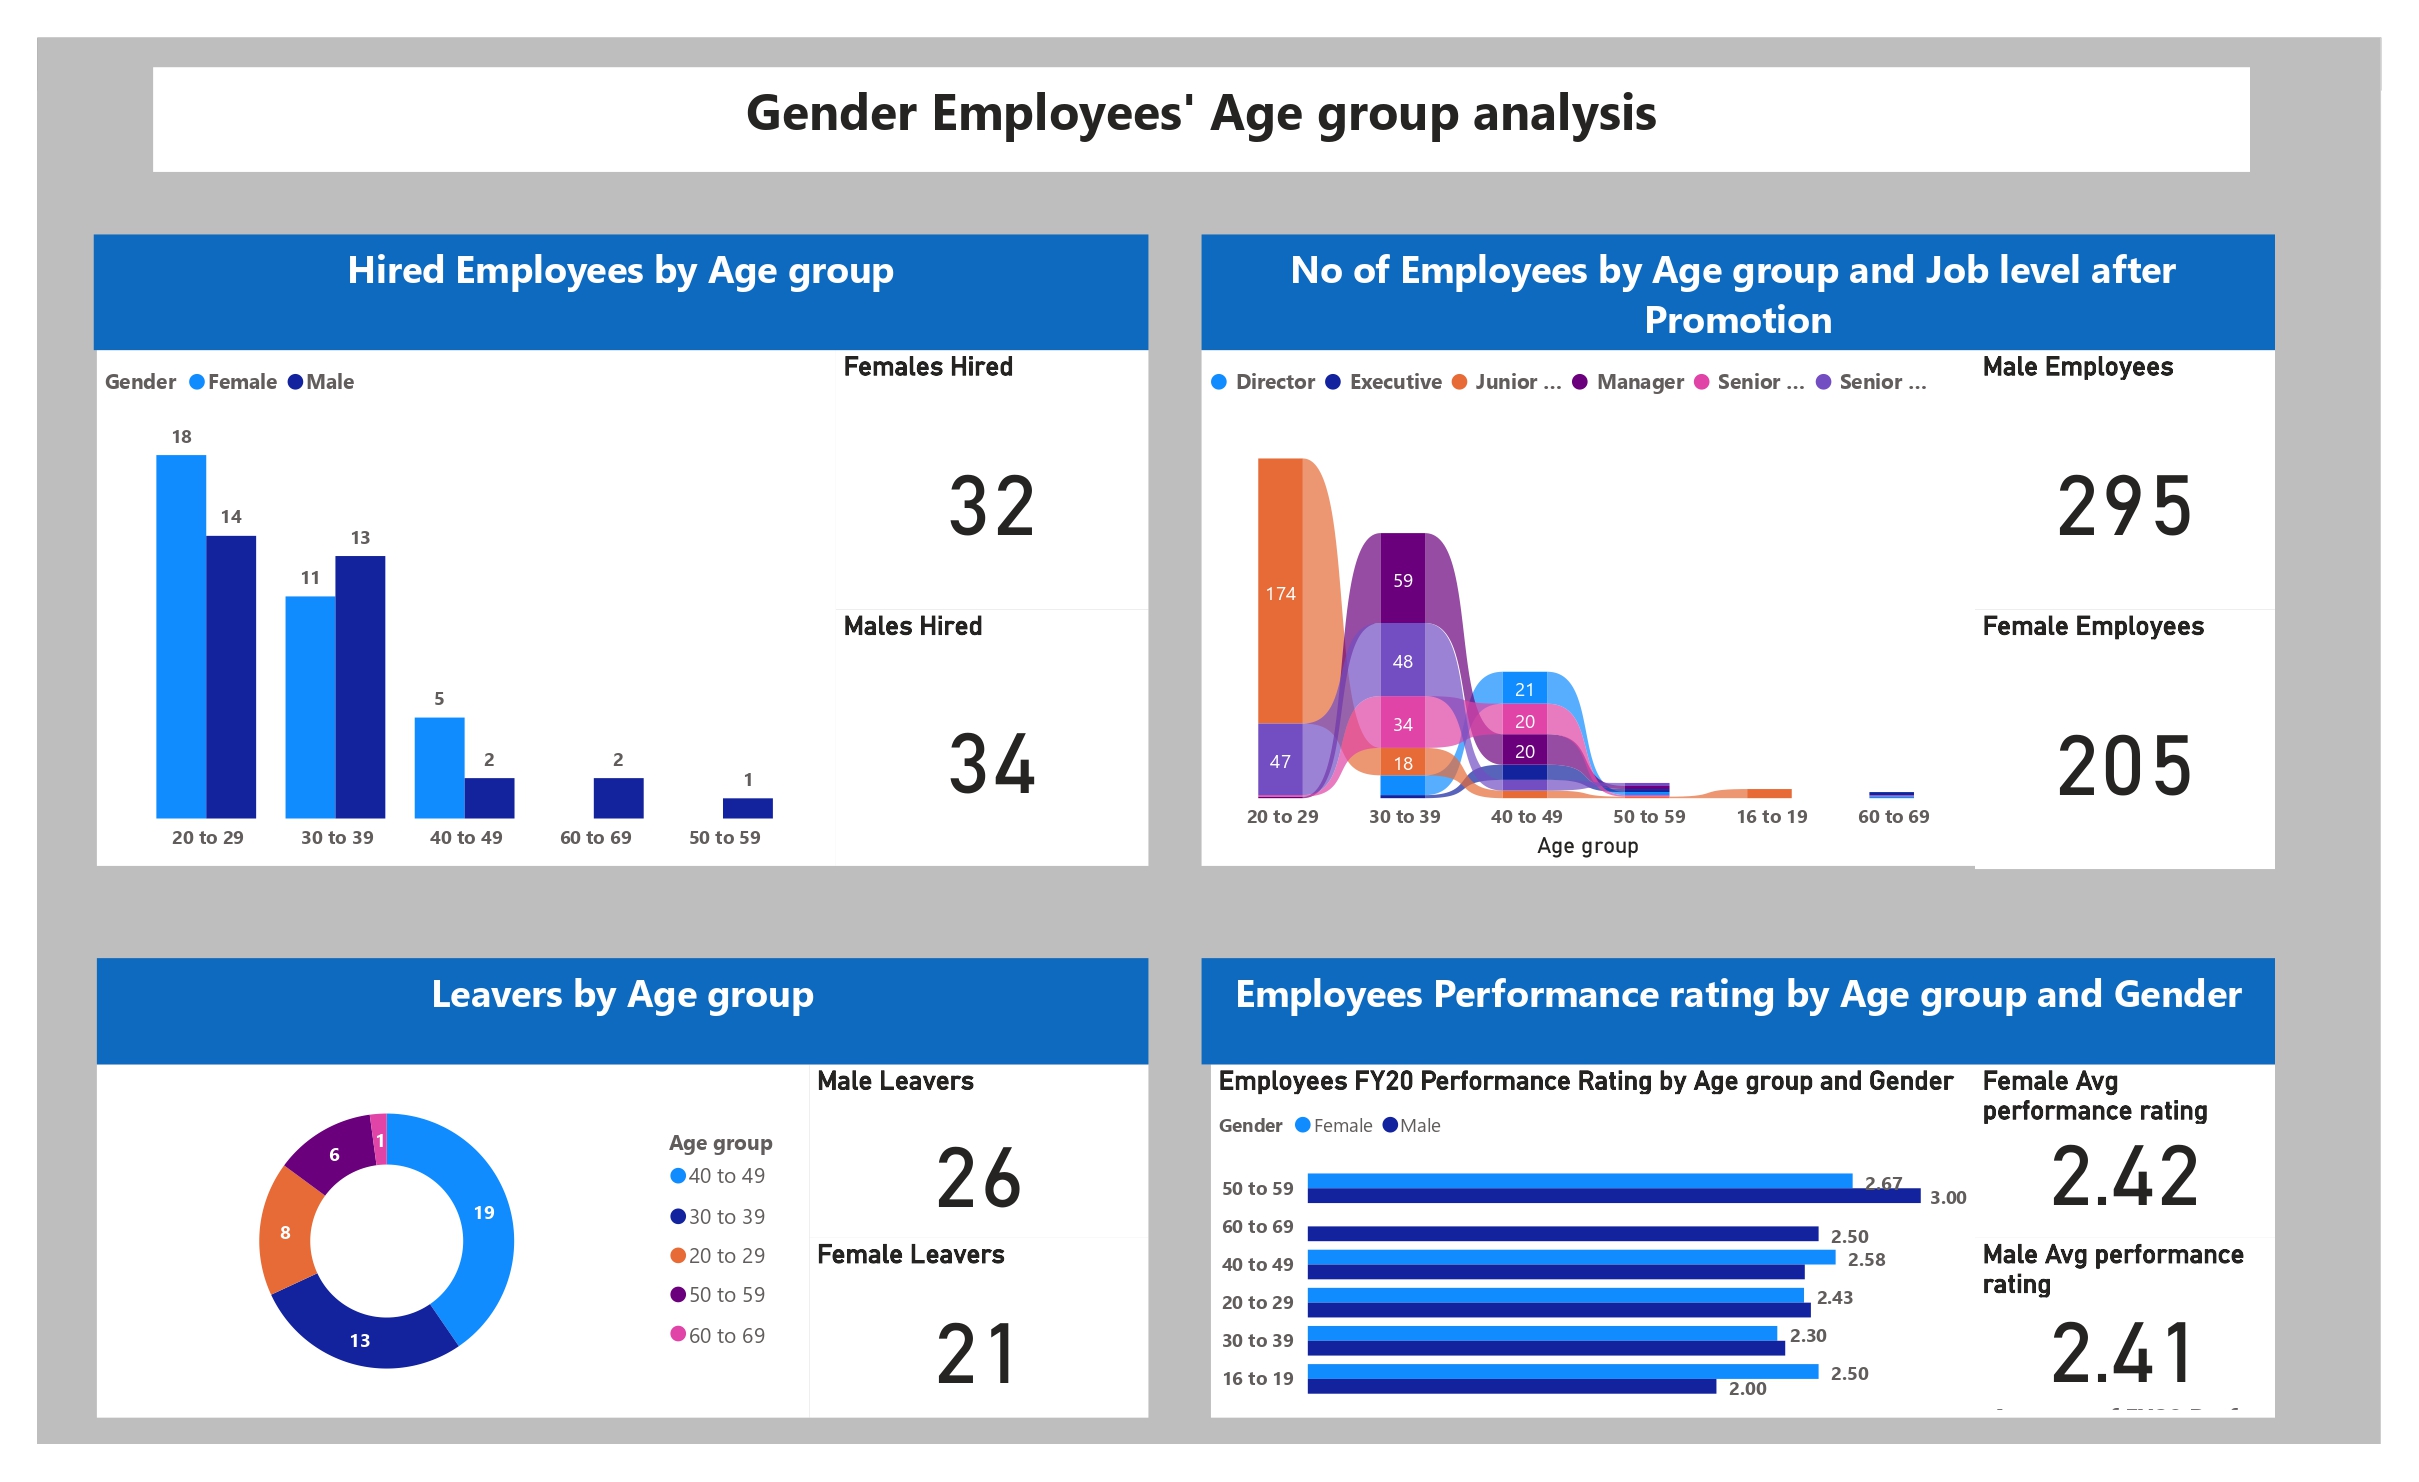 Gender Employees' Age group analysis
Hired Employees by Age group
Gender Female Male
18
14
11
13
5
2
2
1
20 to 29 30 to 39 40 to 49 60 to 69 50 to 59
Females Hired
32
Males Hired
34
No of Employees by Age group and Job level after
Promotion
Director Executive Junior ... Manager Senior ... Senior ...
174
47
59
48
34
18
21
20
20
20 to 29 30 to 39 40 to 49 50 to 59 16 to 19 60 to 69
Age group
Male Employees
295
Female Employees
205
Leavers by Age group
1
6
19
8
13
Age group
40 to 49
30 to 39
20 to 29
50 to 59
60 to 69
Male Leavers
26
Female Leavers
21
Employees Performance rating by Age group and Gender
Employees FY20 Performance Rating by Age group and Gender
Gender Female Male
50 to 59 2.67
3.00
60 to 69 2.50
40 to 49 2.58
20 to 29 2.43
30 to 39 2.30
16 to 19 2.50
2.00
Female Avg
performance rating
2.42
Male Avg performance
rating
2.41